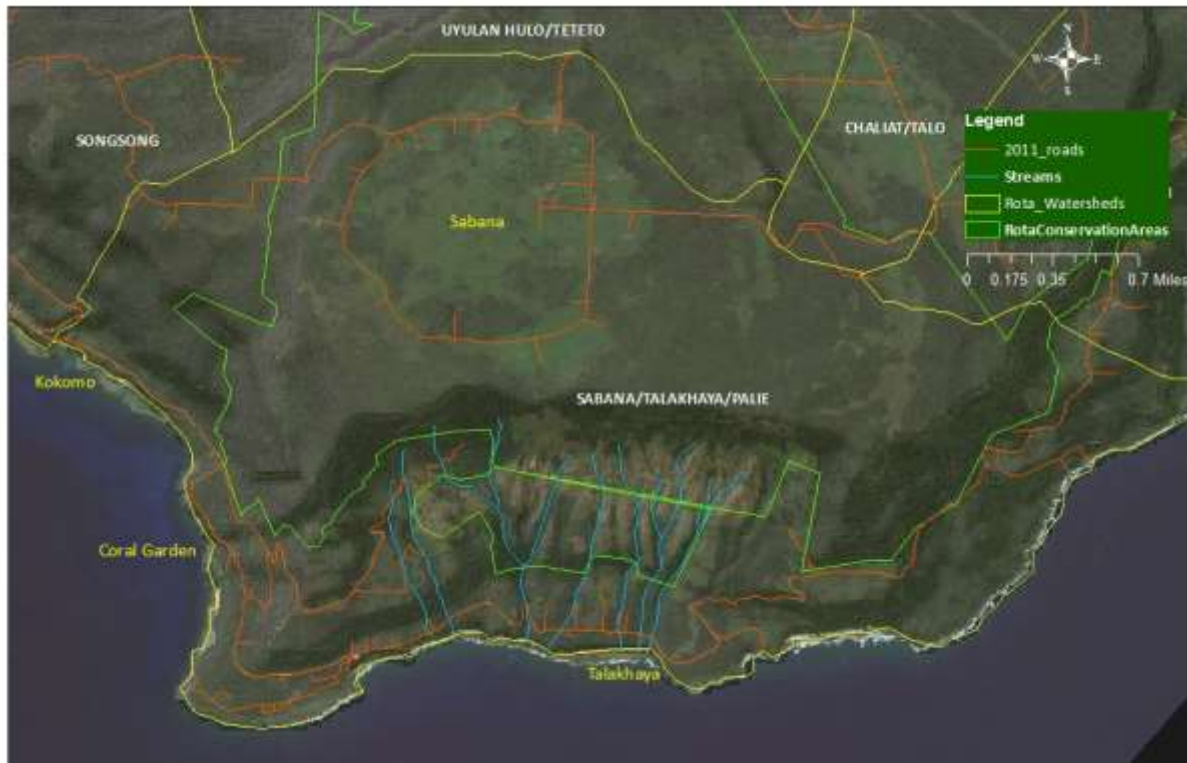 UYULAN HULO/TETETO
N
W E
S
SONGSONG
CHALIAT/TALO
Legend
2011_roads
Streams
Rota_Watersheds
RotaConservationAreas
0 0.175 0.35 0.7 Miles
Sabana
Kokomo
SABANA/TALAKHAYA/PALIE
Coral Garden
Talakhaya